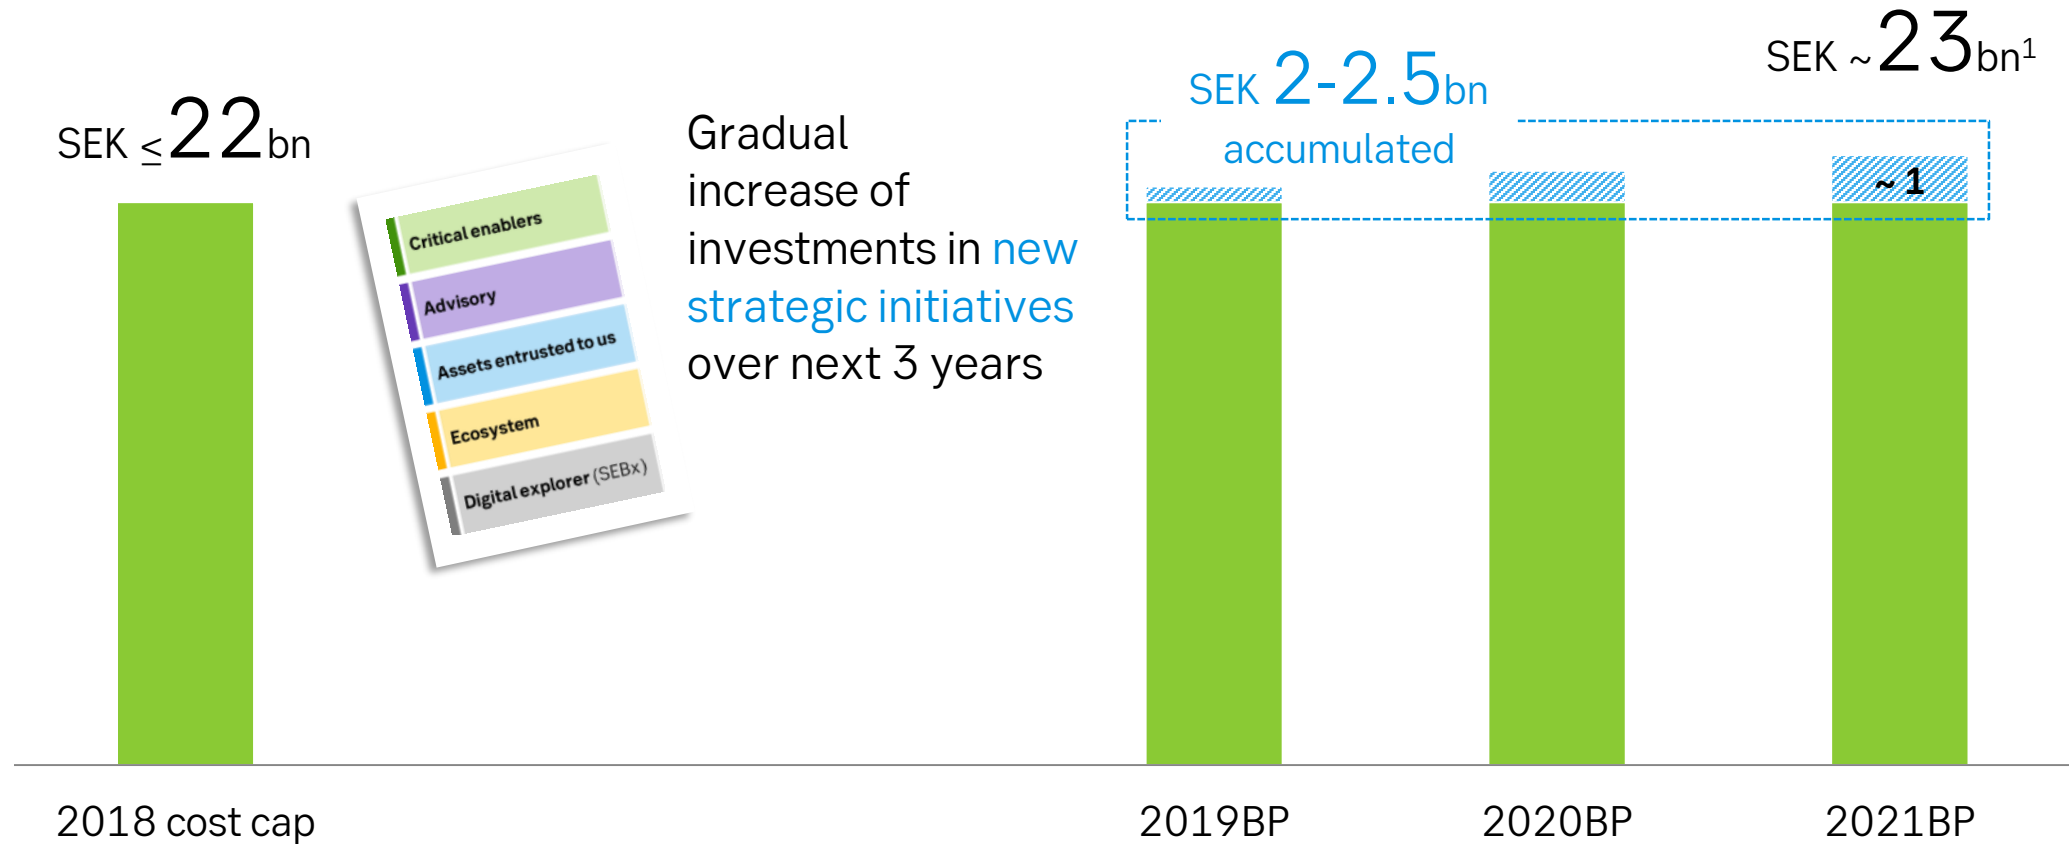 SEK ≤22bn
Critical enablers
Advisory
Assets entrusted to us
Ecosystem
Digital explorer (SEBx)
Gradual
increase of
investments in new
strategic initiatives
over next 3 years
SEK 2-2.5bn
accumulated
SEK ~23bn¹
~ 1
2018 cost cap
2019BP
2020BP
2021BP